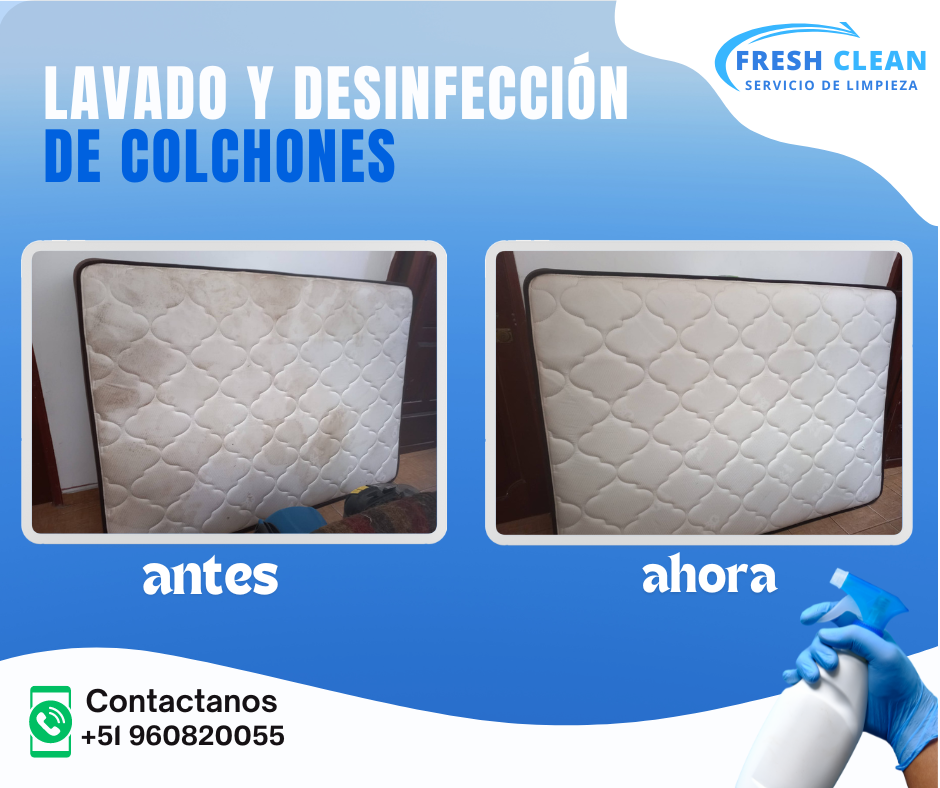 FRESH CLEAN
SERVICIO DE LIMPIEZA
LAVADO Y DESINFECCIÓN
DE COLCHONES
antes
ahora
Contactanos
+51 960820055